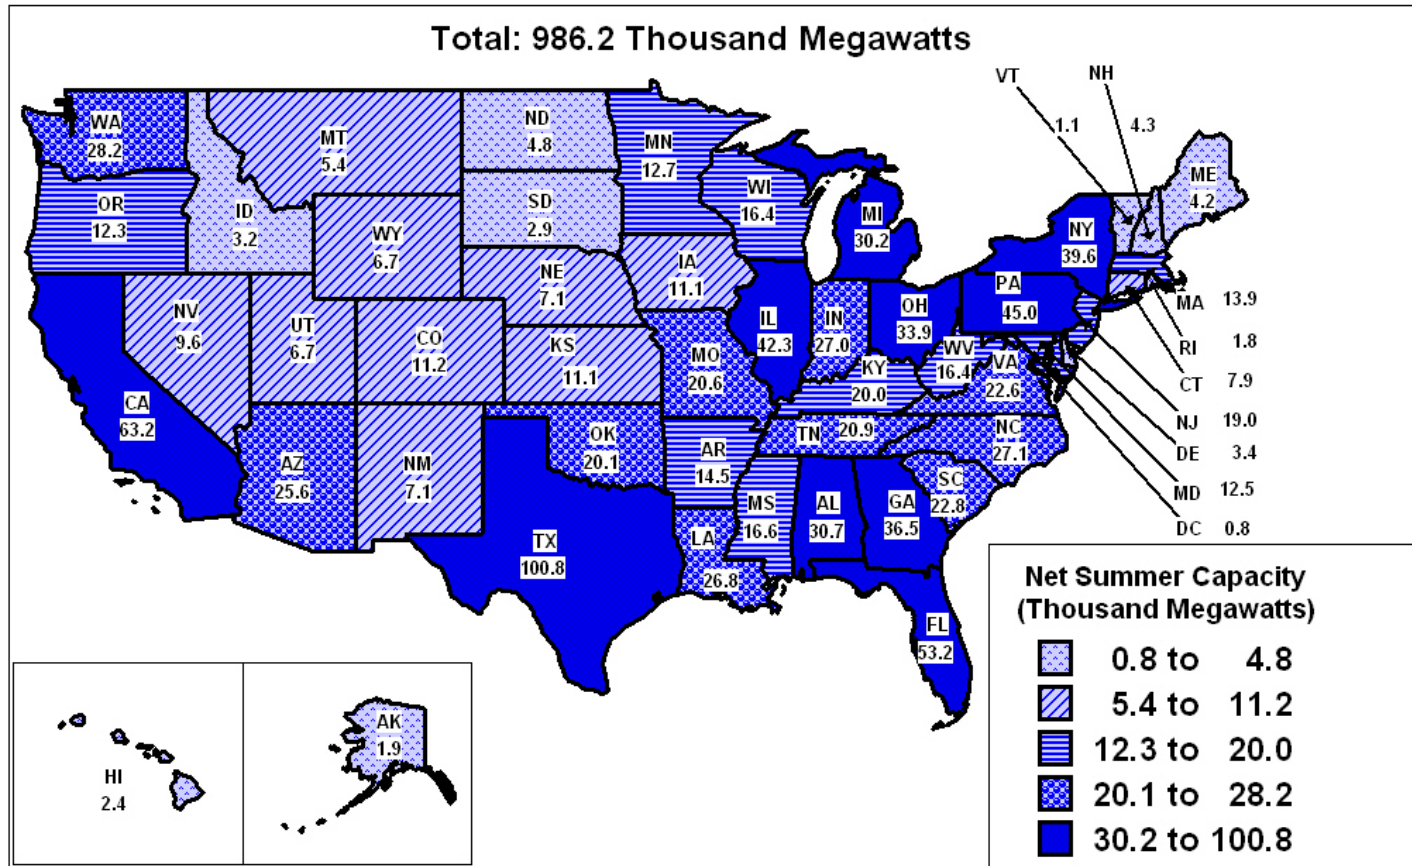 Total: 986.2 Thousand Megawatts
VT
NH
1.1
4.3
WA
28.2
MT
5.4
ND
4.8
MN
12.7
ME
4.2
OR
12.3
ID
3.2
WY
6.7
SD
2.9
WI
16.4
MI
30.2
NY
39.6
NV
9.6
UT
6.7
CO
11.2
NE
7.1
IA
11.1
IL
42.3
IN
27.0
OH
33.9
PA
45.0
MA 13.9
RI 1.8
CT 7.9
NJ 19.0
DE 3.4
MD 12.5
DC 0.8
CA
63.2
KS
11.1
MO
20.6
KY
20.0
WV
16.4
VA
22.6
AZ
25.6
NM
7.1
OK
20.1
AR
14.5
TN 20.9
NC
27.1
SC
22.8
MS
16.6
AL
30.7
GA
36.5
TX
100.8
LA
26.8
FL
53.2
HI
2.4
AK
1.9
Net Summer Capacity
(Thousand Megawatts)
0.8 to 4.8
5.4 to 11.2
12.3 to 20.0
20.1 to 28.2
30.2 to 100.8